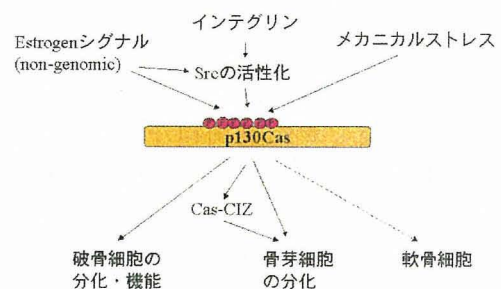 インテグリン
Estrogenシグナル
(non-genomic)
メカニカルストレス
Srcの活性化
p130Cas
Cas-CIZ
破骨細胞の
分化・機能
骨芽細胞
の分化
軟骨細胞